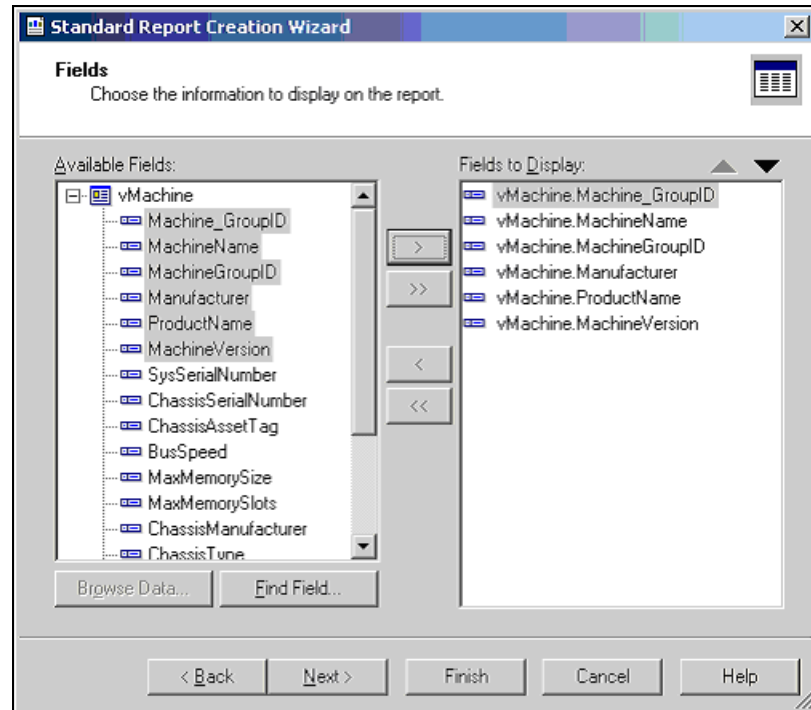 Standard Report Creation Wizard
Fields
Choose the information to display on the report.
Available Fields:
vMachine
Machine_GroupID
MachineName
MachineGroupID
Manufacturer
ProductName
MachineVersion
SysSerialNumber
ChassisSerialNumber
ChassisAssetTag
BusSpeed
MaxMemorySize
MaxMemorySlots
ChassisManufacturer
ChassisType
Browse Data...
Find Field...
>
>>
<
<<
Fields to Display:
vMachine.Machine_GroupID
vMachine.MachineName
vMachine.MachineGroupID
vMachine.Manufacturer
vMachine.ProductName
vMachine.MachineVersion
< Back
Next >
Finish
Cancel
Help